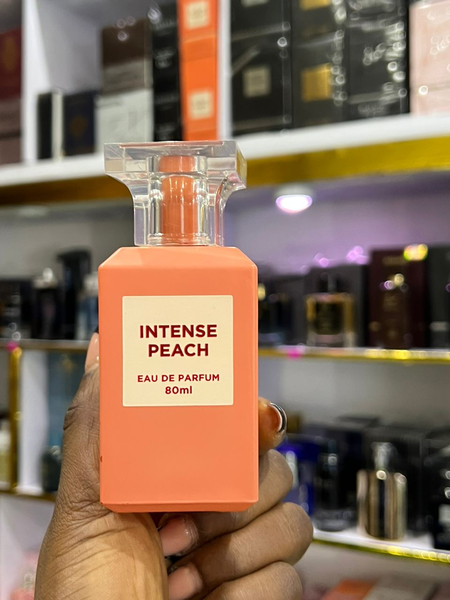 INTENSE
PEACH
EAU DE PARFUM
80ml